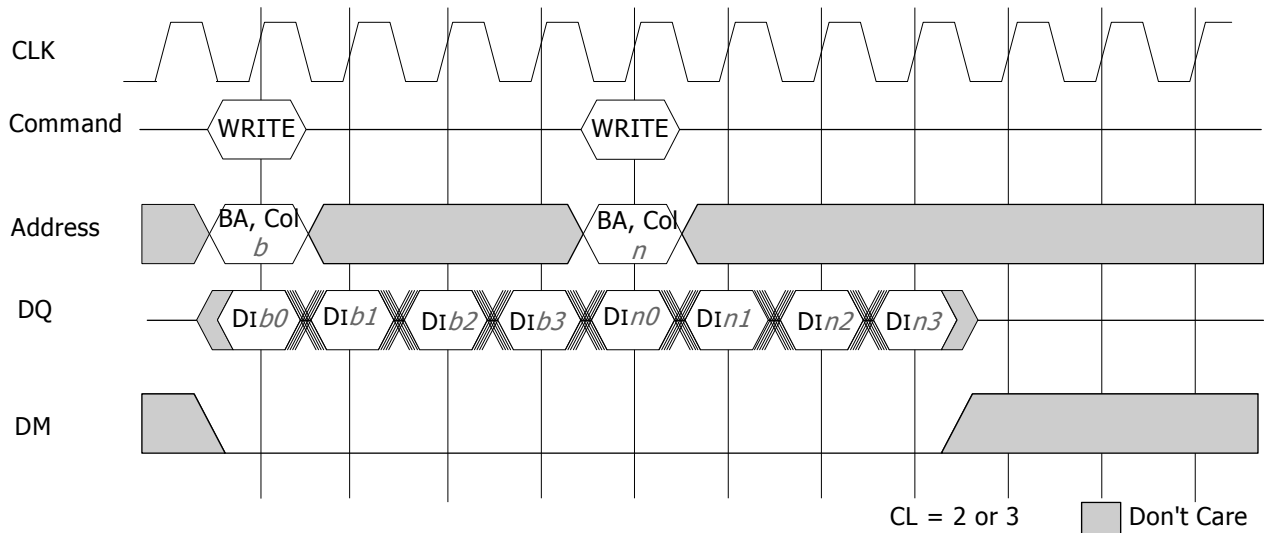 CLK
Command
WRITE
WRITE
Address
BA, Col
b
BA, Col
n
DQ
DIb0
DIb1
DIb2
DIb3
DIn0
DIn1
DIn2
DIn3
DM
CL = 2 or 3
Don't Care